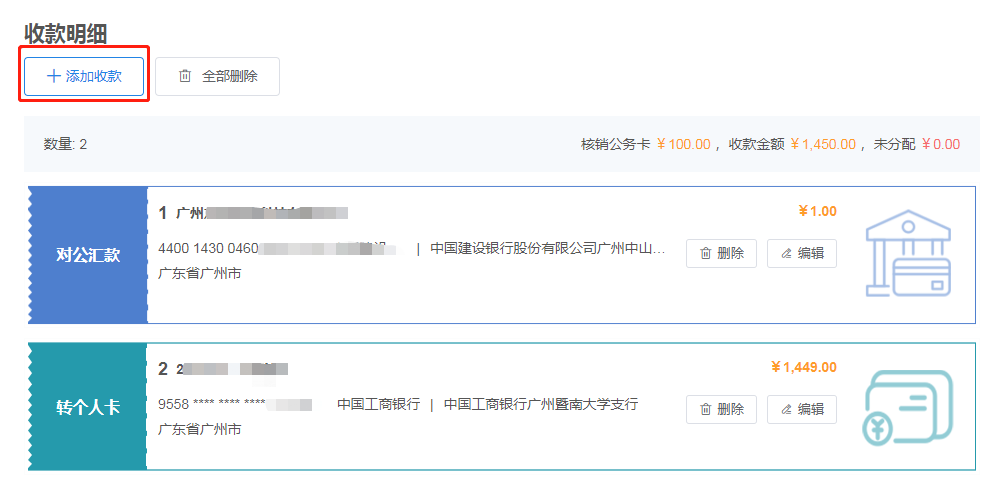 收款明细
添加收款 全部删除
数量: 2 核销公务卡 ￥100.00 ，收款金额 ￥1,450.00 ，未分配 ￥0.00
对公汇款
1 广州 ￥1.00
4400 1430 0460 | 中国建设银行股份有限公司广州中山... 删除 编辑
广东省广州市
转个人卡
2 2 ￥1,449.00
9558 **** **** **** 中国工商银行 | 中国工商银行广州暨南大学支行 删除 编辑
广东省广州市